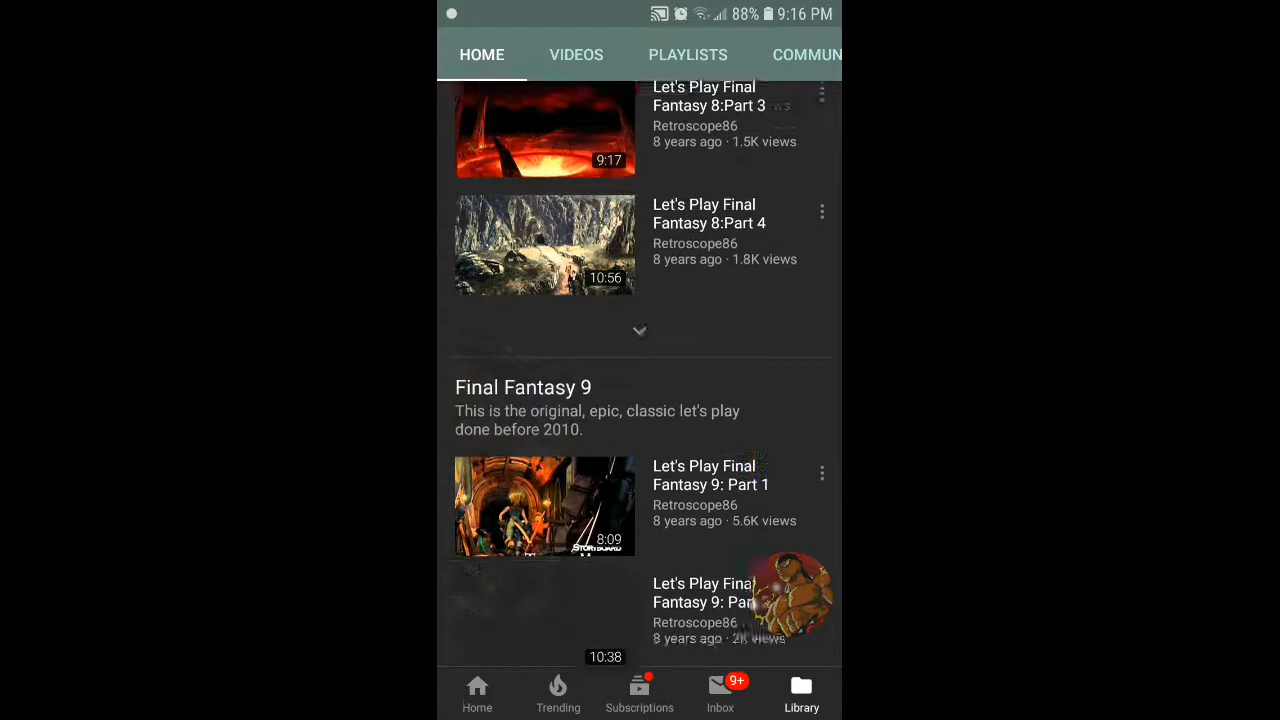 88% 9:16 PM
HOME VIDEOS PLAYLISTS COMMUN
Let's Play Final
Fantasy 8:Part 3
Retroscope86
8 years ago · 1.5K views
9:17
Let's Play Final
Fantasy 8:Part 4
Retroscope86
8 years ago · 1.8K views
10:56
Final Fantasy 9
This is the original, epic, classic let's play
done before 2010.
Let's Play Final
Fantasy 9: Part 1
Retroscope86
8 years ago · 5.6K views
8:09
STORYBOARD
Let's Play Fina
Fantasy 9: Par
Retroscope86
8 years ago · views
10:38
9+
Home Trending Subscriptions Inbox Library